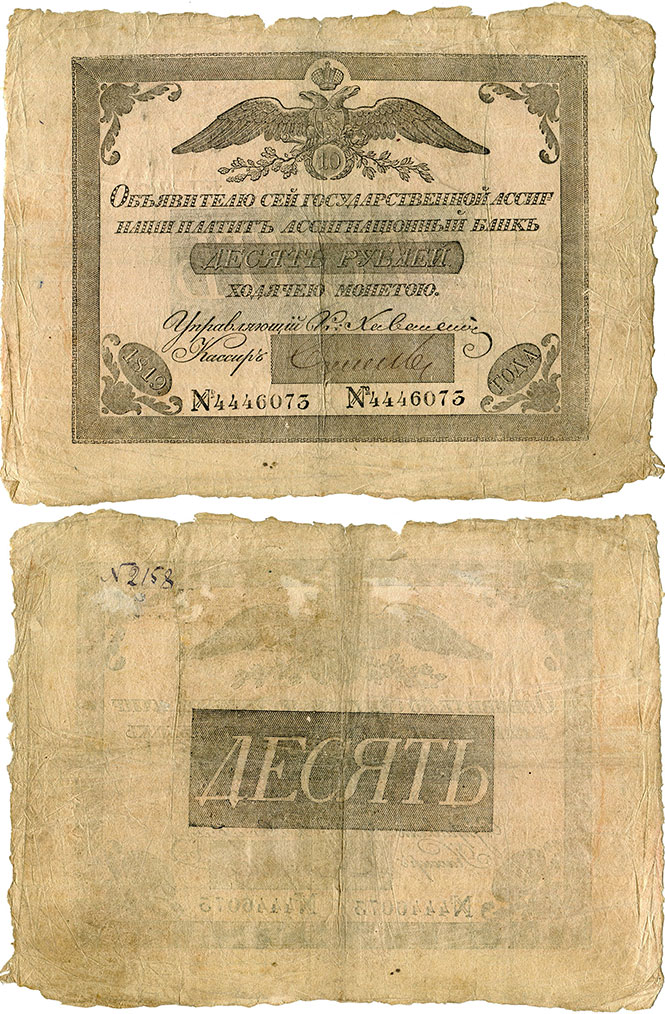 10
ОБЪЯВИТЕЛЮ СЕЙ ГОСУДАРСТВЕННОЙ АССИГ
НАЦІИ ПЛАТИТЪ АССИГНАЦІОННЫЙ БАНКЪ
ДЕСЯТЬ РУБЛЕЙ
ХОДЯЧЕЮ МОНЕТОЮ.
Управляющій
Кассиръ
1819 ГОДА
№4446073 №4446073
N2158
ДЕСЯТЬ